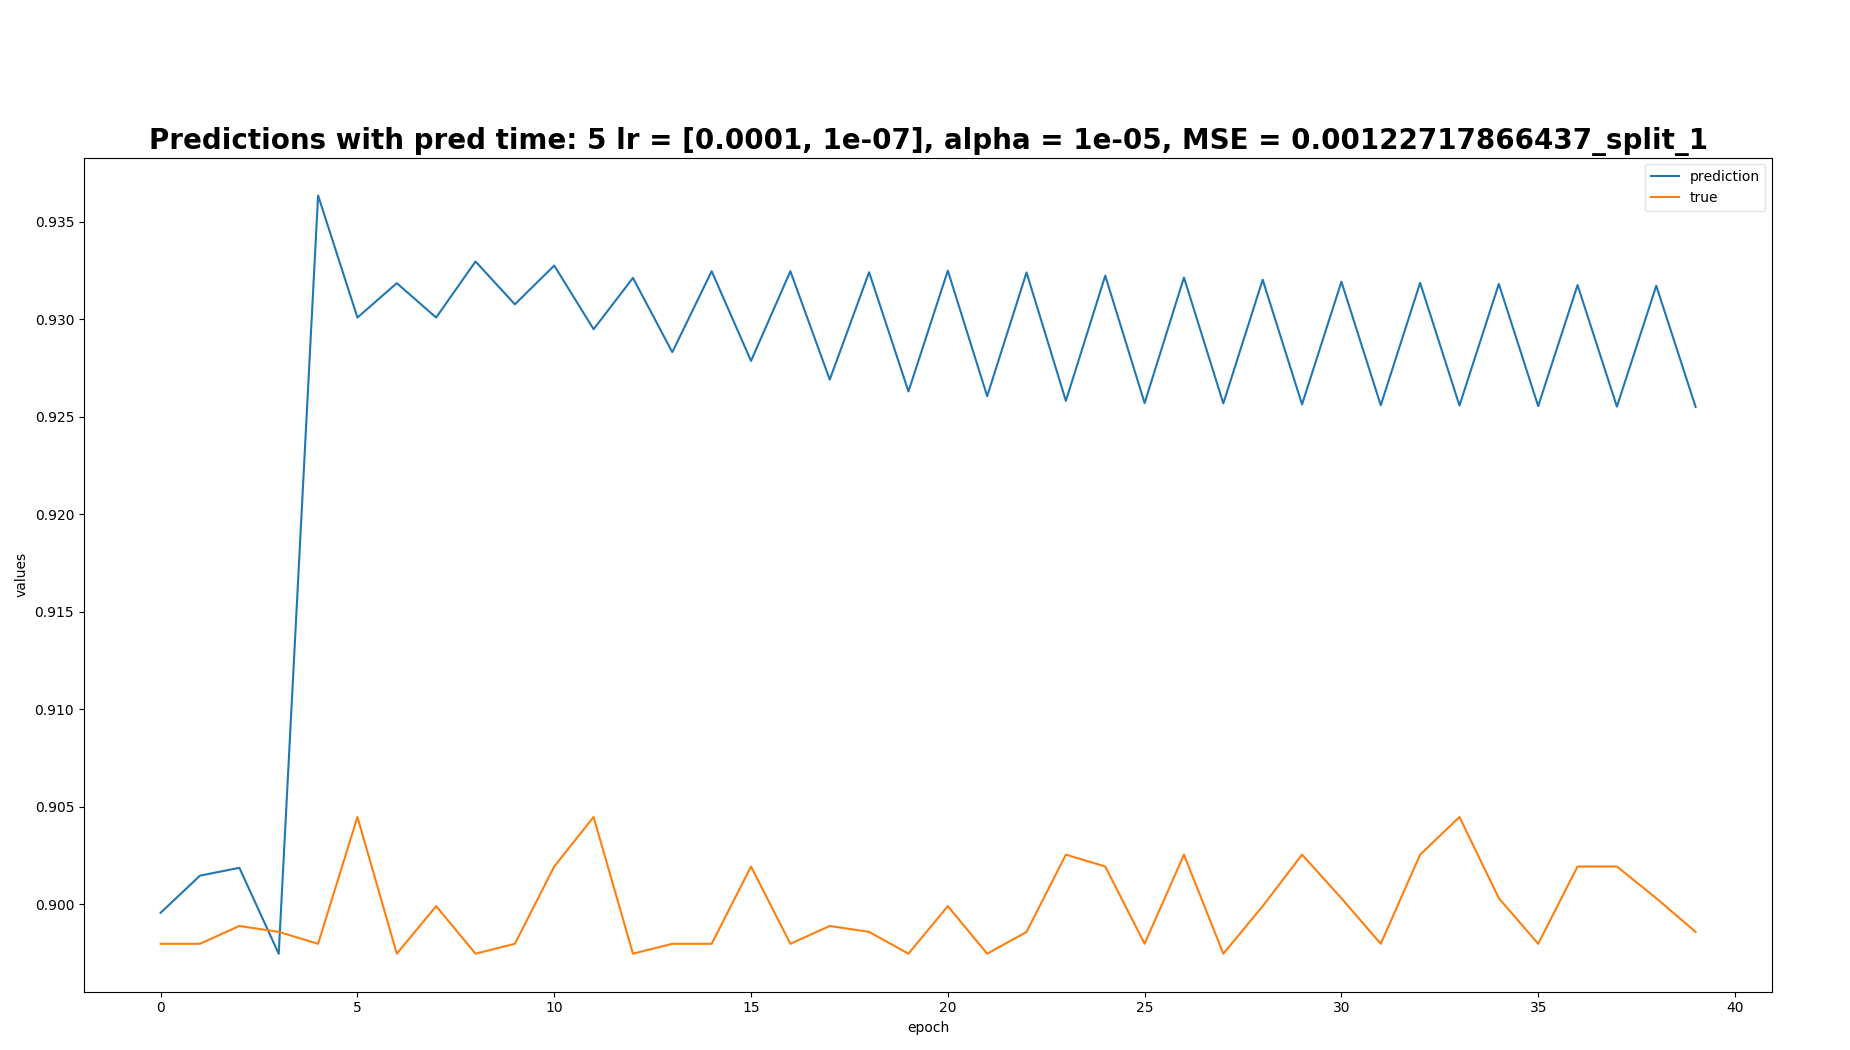 Predictions with pred time: 5 lr = [0.0001, 1e-07], alpha = 1e-05, MSE = 0.00122717866437_split_1
prediction
true
0.935
0.930
0.925
0.920
0.915
0.910
0.905
0.900
values
0 5 10 15 20 25 30 35 40
epoch